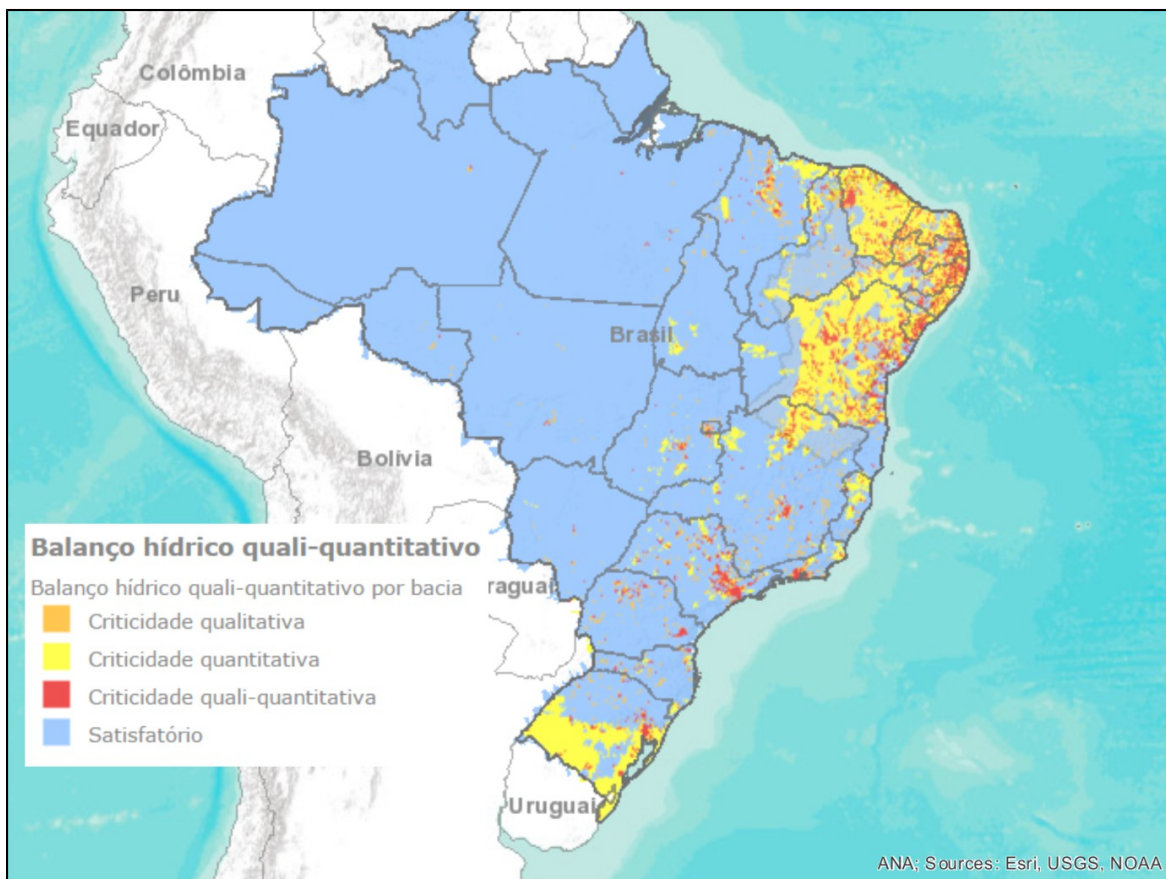 Colômbia
Equador
Peru
Brasil
Bolívia
Balanço hídrico quali-quantitativo
Balanço hídrico quali-quantitativo por bacia
raguai
Criticidade qualitativa
Criticidade quantitativa
Criticidade quali-quantitativa
Satisfatório
Uruguai
ANA; Sources: Esri, USGS, NOAA